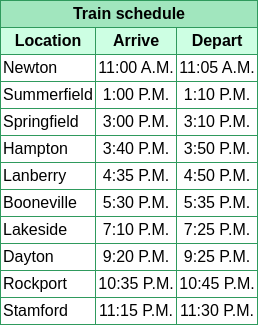 Train schedule
Location Arrive Depart
Newton 11:00 A.M. 11:05 A.M.
Summerfield 1:00 P.M. 1:10 P.M.
Springfield 3:00 P.M. 3:10 P.M.
Hampton 3:40 P.M. 3:50 P.M.
Lanberry 4:35 P.M. 4:50 P.M.
Booneville 5:30 P.M. 5:35 P.M.
Lakeside 7:10 P.M. 7:25 P.M.
Dayton 9:20 P.M. 9:25 P.M.
Rockport 10:35 P.M. 10:45 P.M.
Stamford 11:15 P.M. 11:30 P.M.